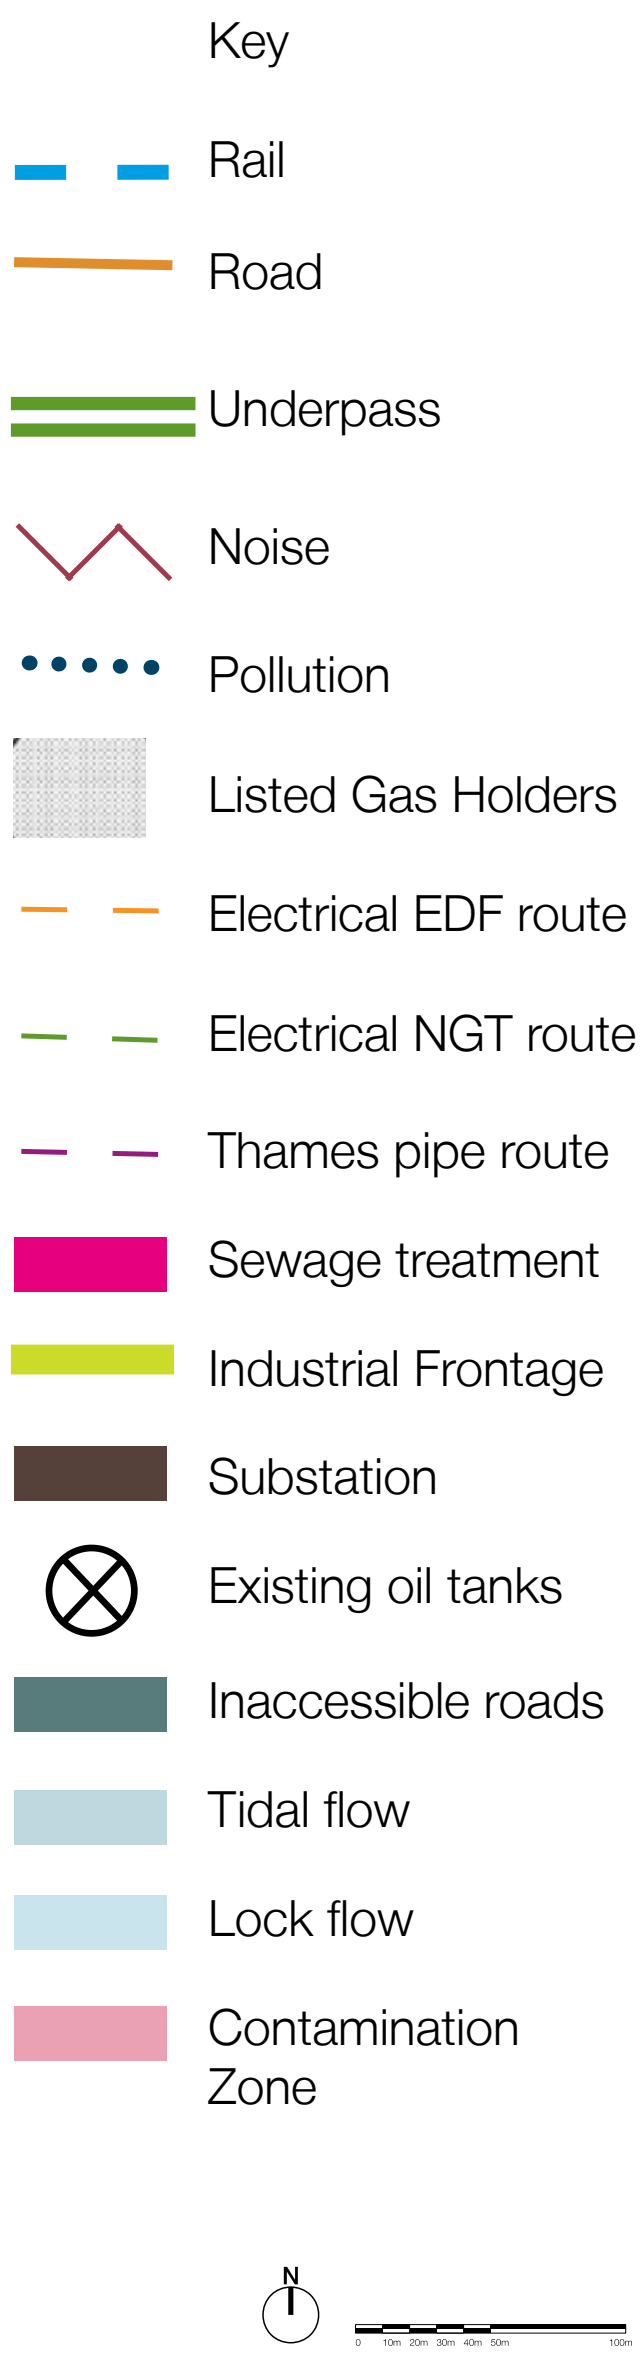 Key
Rail
Road
Underpass
Noise
Pollution
Listed Gas Holders
Electrical EDF route
Electrical NGT route
Thames pipe route
Sewage treatment
Industrial Frontage
Substation
Existing oil tanks
Inaccessible roads
Tidal flow
Lock flow
Contamination
Zone
N
0 10m 20m 30m 40m 50m 100m